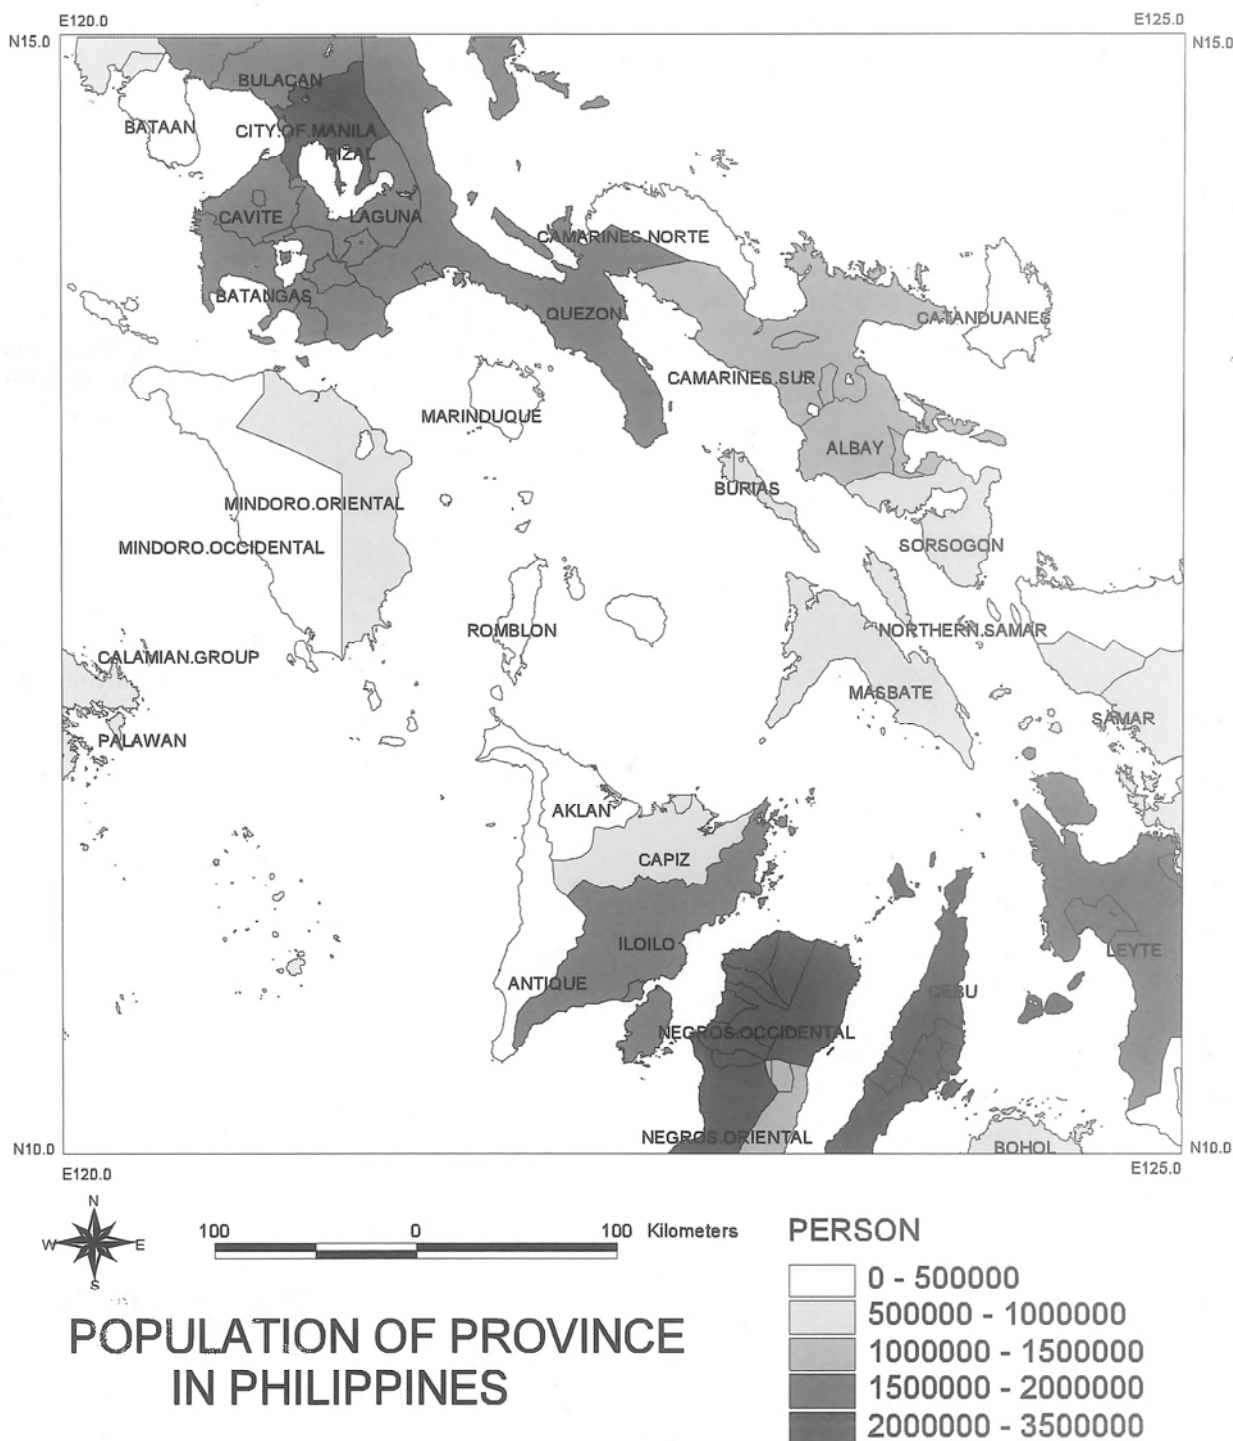 E120.0
E125.0
N15.0
N15.0
BULACAN
BATAAN
CITY.OF.MANILA
RIZAL
CAVITE
LAGUNA
CAMARINES.NORTE
BATANGAS
QUEZON
CATANDUANES
CAMARINES.SUR
MARINDUQUE
ALBAY
BURIAS
MINDORO.ORIENTAL
MINDORO.OCCIDENTAL
SORSOGON
ROMBLON
NORTHERN.SAMAR
CALAMIAN.GROUP
MASBATE
SAMAR
PALAWAN
AKLAN
CAPIZ
ILOILO
LEYTE
ANTIQUE
CEBU
NEGROS.OCCIDENTAL
NEGROS.ORIENTAL
BOHOL
N10.0
N10.0
E120.0
E125.0
N
W E
S
100 0 100 Kilometers
PERSON
0 - 500000
500000 - 1000000
1000000 - 1500000
1500000 - 2000000
2000000 - 3500000
POPULATION OF PROVINCE
IN PHILIPPINES